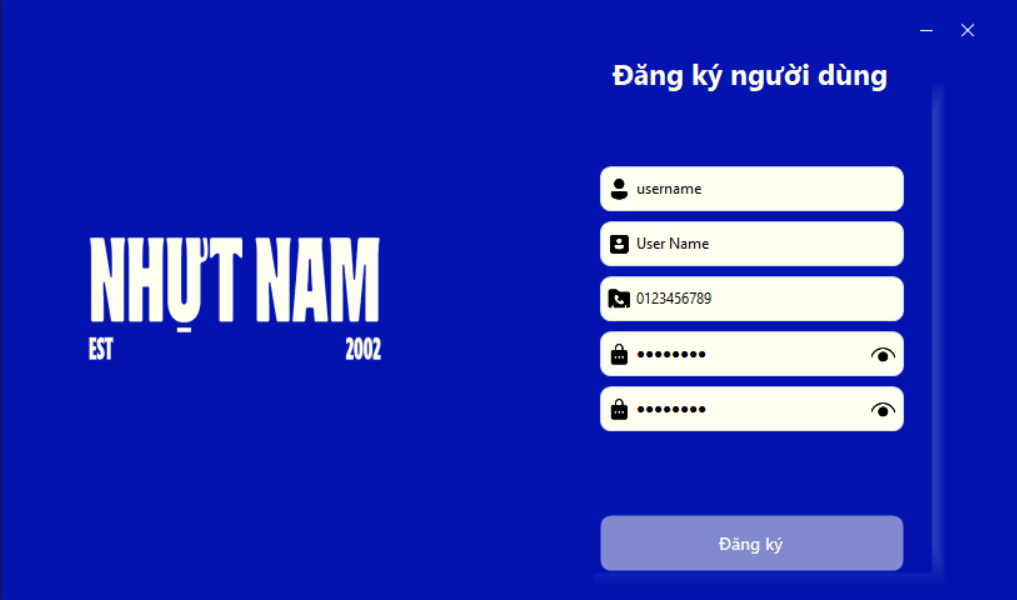 Đăng ký người dùng
NHỰT NAM
EST 2002
username
User Name
0123456789
••••••••
••••••••
Đăng ký